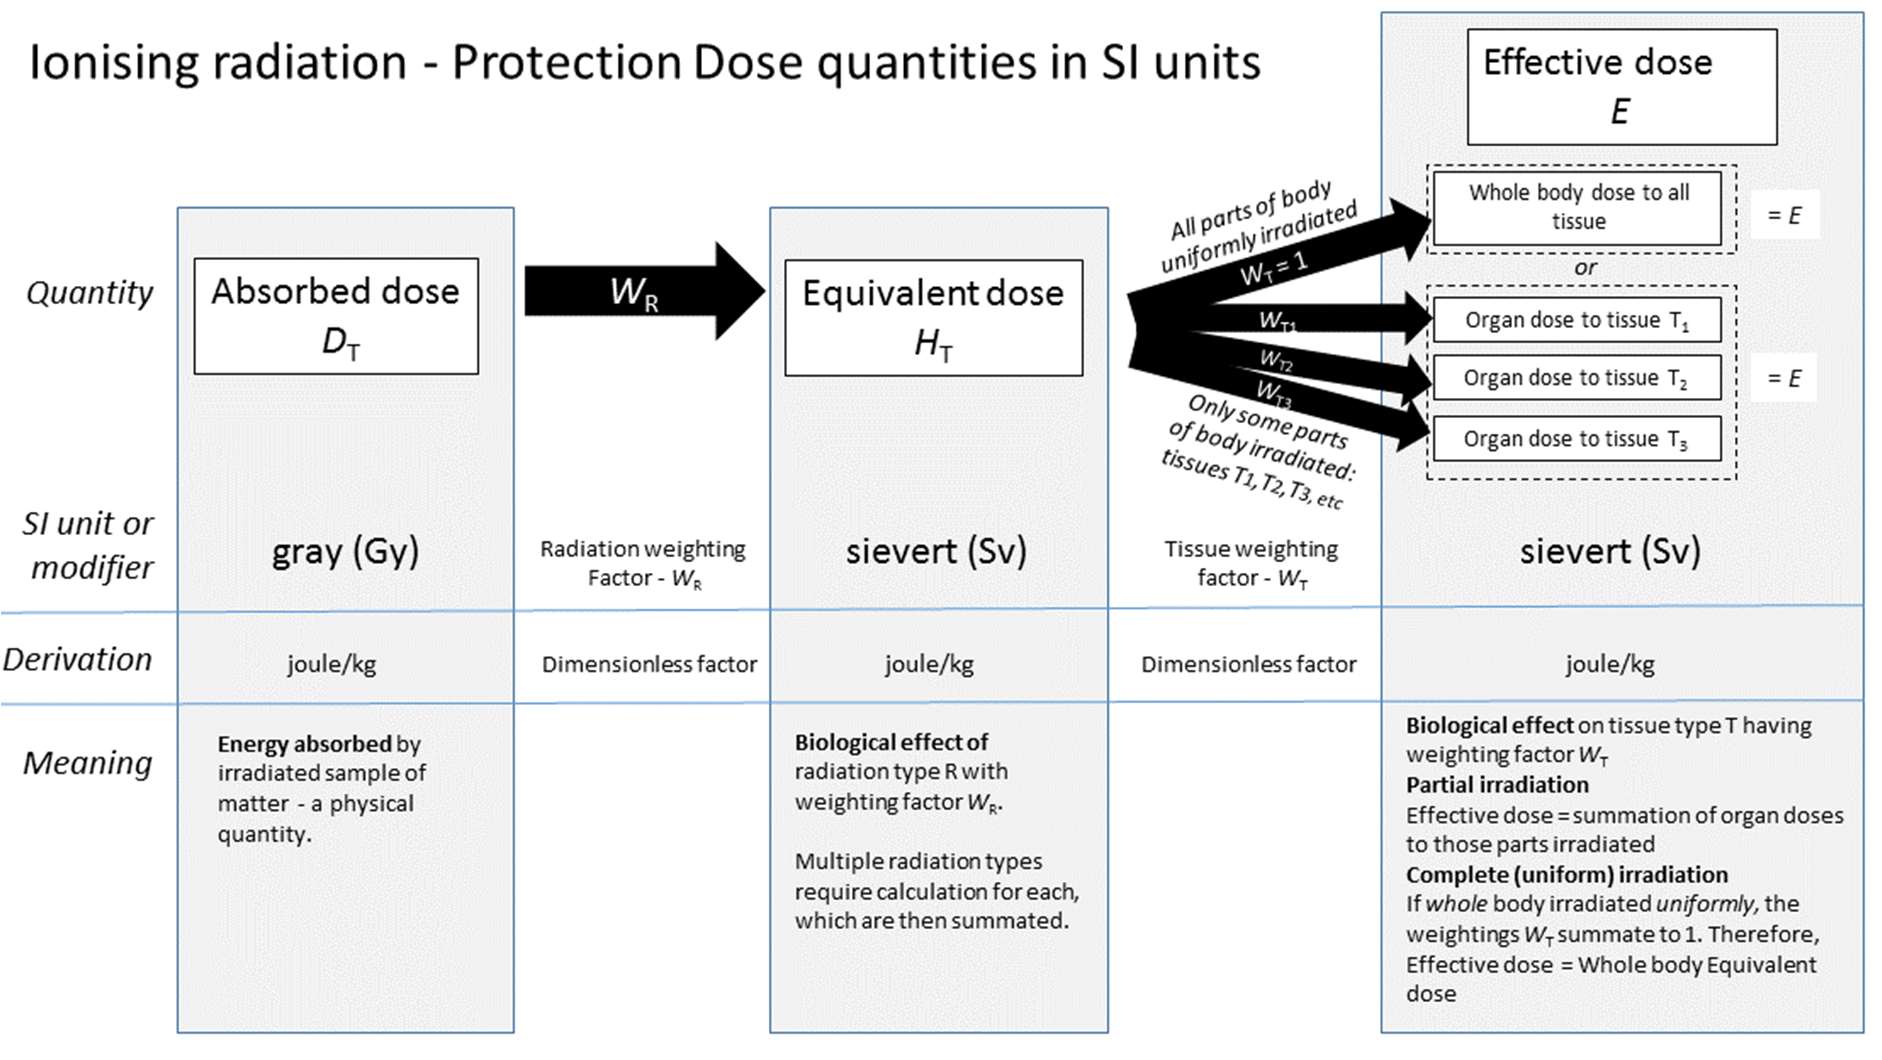 Ionising radiation - Protection Dose quantities in SI units
Effective dose
E
Quantity
Absorbed dose
D_T
W_R
Equivalent dose
H_T
All parts of body
uniformly irradiated
W_T = 1
W_T1
W_T2
W_T3
Only some parts
of body irradiated:
tissues T1, T2, T3, etc
Whole body dose to all
tissue
= E
or
Organ dose to tissue T_1
Organ dose to tissue T_2
Organ dose to tissue T_3
= E
SI unit or
modifier
gray (Gy)
Radiation weighting
Factor - W_R
sievert (Sv)
Tissue weighting
factor - W_T
sievert (Sv)
Derivation
joule/kg
Dimensionless factor
joule/kg
Dimensionless factor
joule/kg
Meaning
Energy absorbed by
irradiated sample of
matter - a physical
quantity.
Biological effect of
radiation type R with
weighting factor W_R.
Multiple radiation types
require calculation for each,
which are then summated.
Biological effect on tissue type T having
weighting factor W_T
Partial irradiation
Effective dose = summation of organ doses
to those parts irradiated
Complete (uniform) irradiation
If whole body irradiated uniformly, the
weightings W_T summate to 1. Therefore,
Effective dose = Whole body Equivalent
dose